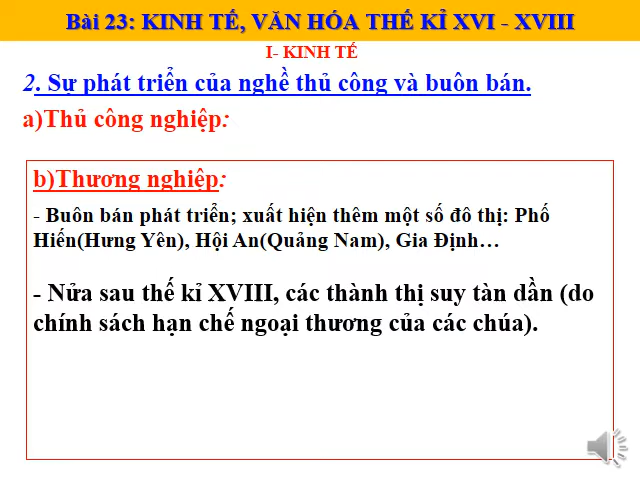 Bài 23: KINH TẾ, VĂN HÓA THẾ KỈ XVI - XVIII
I- KINH TẾ
2. Sự phát triển của nghề thủ công và buôn bán.
a)Thủ công nghiệp:
b)Thương nghiêp:
- Buôn bán phát triển; xuất hiện thêm một số đô thị: Phố
Hiến(Hưng Yên), Hội An(Quảng Nam), Gia Định…
- Nửa sau thế kỉ XVIII, các thành thị suy tàn dần (do
chính sách hạn chế ngoại thương của các chúa).